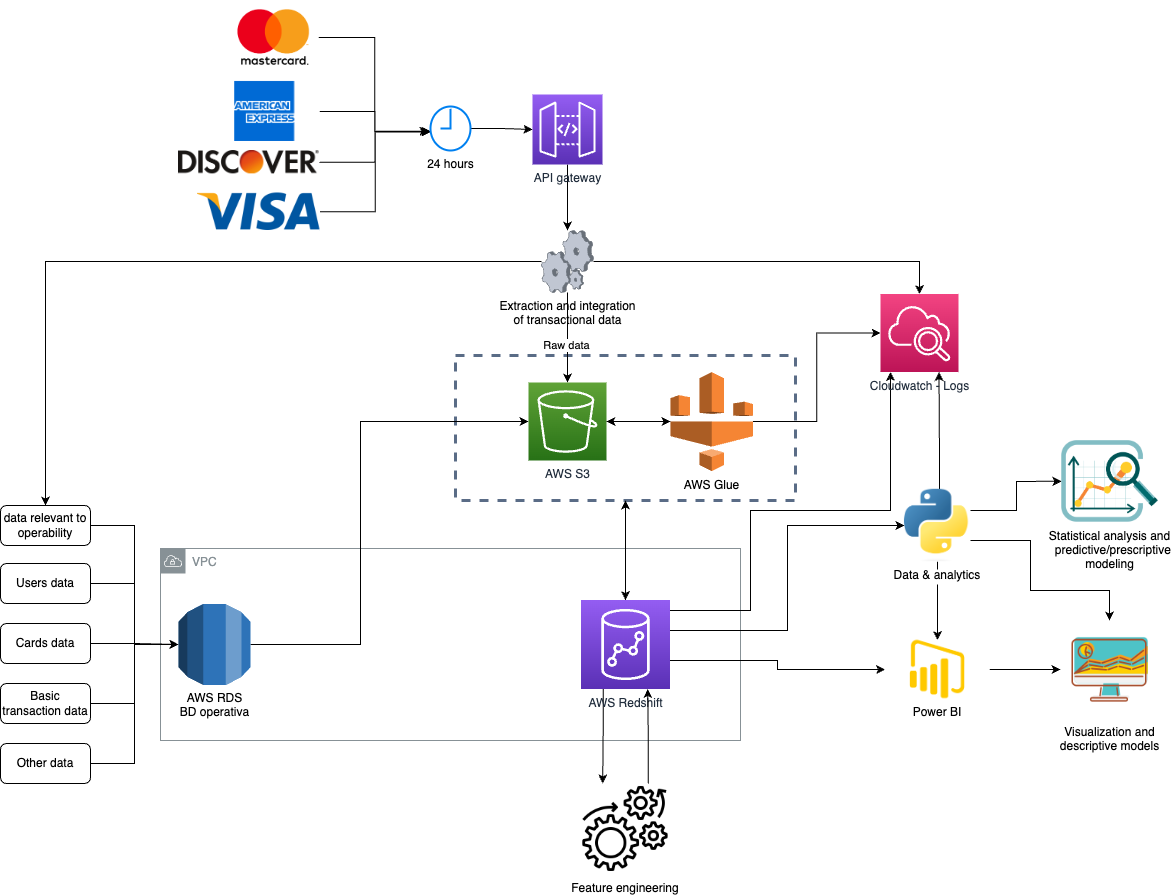 mastercard.
AMERICAN
EXPRESS
DISCOVER
VISA
24 hours
API gateway
Extraction and integration
of transactional data
Raw data
AWS S3
AWS Glue
Cloudwatch - Logs
data relevant to
operability
Users data
Cards data
Basic
transaction data
Other data
VPC
AWS RDS
BD operativa
AWS Redshift
Data & analytics
Statistical analysis and
predictive/prescriptive
modeling
Power BI
Visualization and
descriptive models
Feature engineering